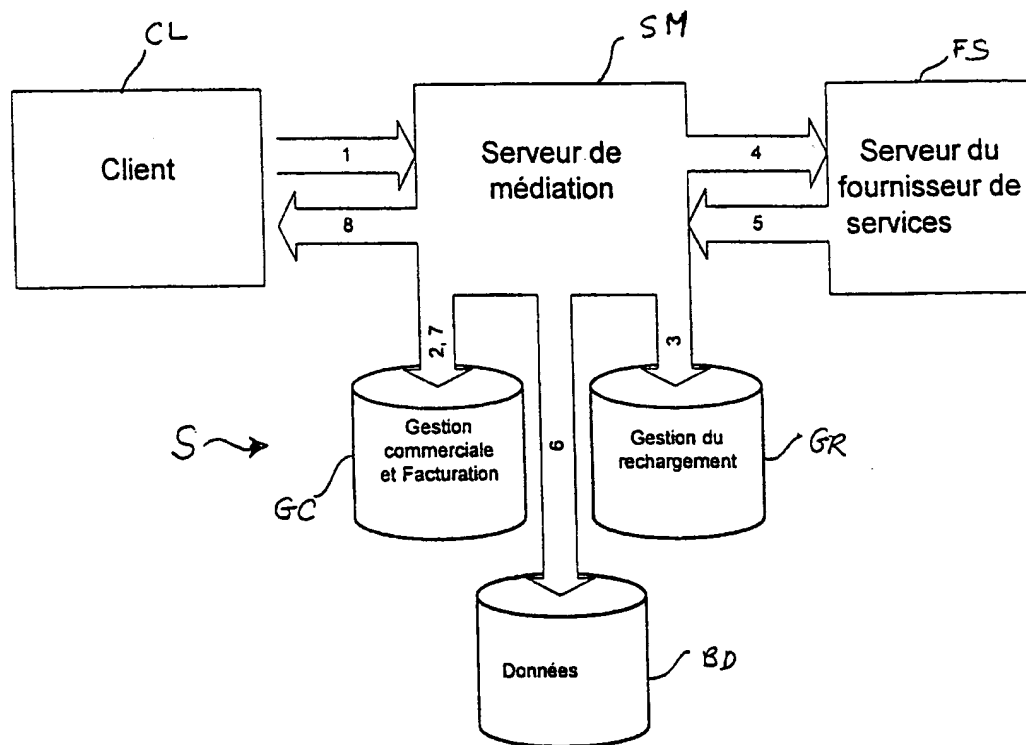 CL
SM
FS
Client
1
8
Serveur de
médiation
4
5
Serveur du
fournisseur de
services
2, 7
6
3
S
Gestion
commerciale
et Facturation
GC
Gestion du
rechargement
GR
Données
BD